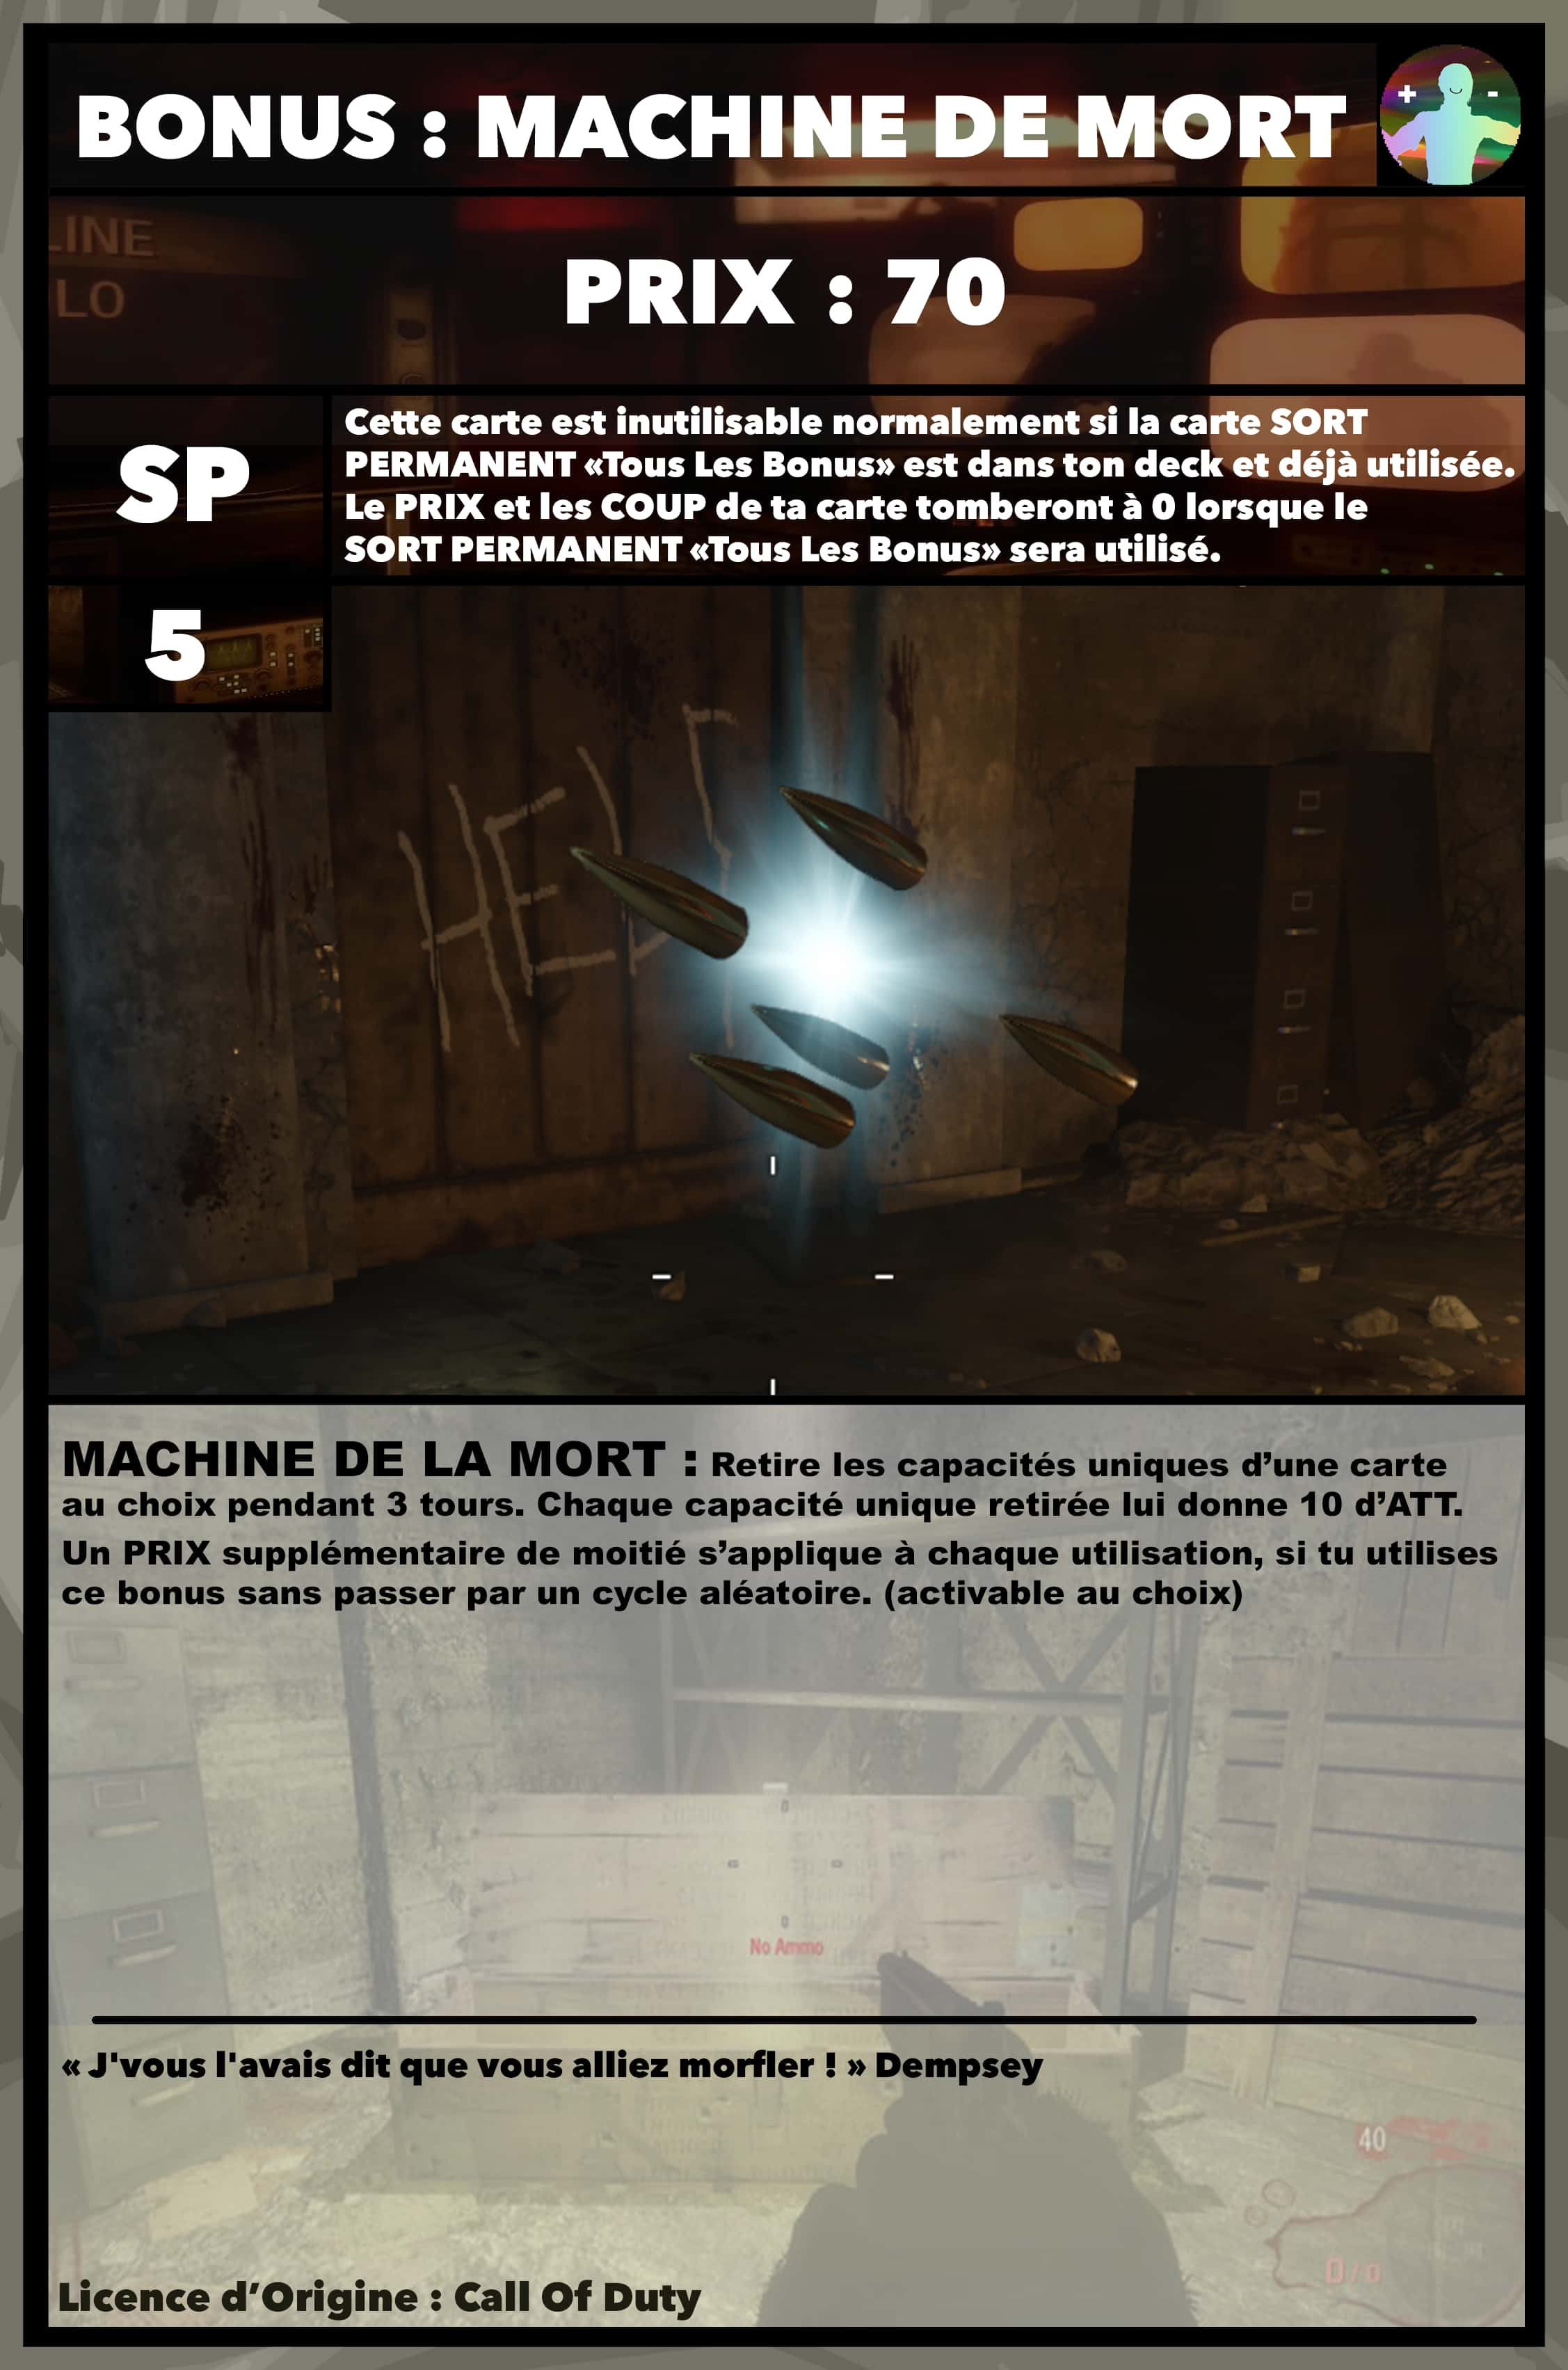 BONUS : MACHINE DE MORT
+ -
PRIX : 70
LINE
LO
SP
Cette carte est inutilisable normalement si la carte SORT
PERMANENT «Tous Les Bonus» est dans ton deck et déjà utilisée.
Le PRIX et les COUP de ta carte tomberont à 0 lorsque le
SORT PERMANENT «Tous Les Bonus» sera utilisé.
5
HELL
MACHINE DE LA MORT : Retire les capacités uniques d’une carte
au choix pendant 3 tours. Chaque capacité unique retirée lui donne 10 d’ATT.
Un PRIX supplémentaire de moitié s’applique à chaque utilisation, si tu utilises
ce bonus sans passer par un cycle aléatoire. (activable au choix)
No Ammo
« J'vous l'avais dit que vous alliez morfler ! » Dempsey
40
0/0
Licence d’Origine : Call Of Duty